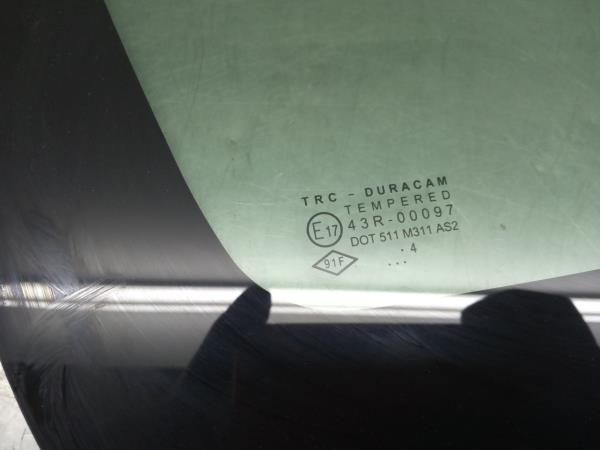 TRC - DURACAM
TEMPERED
E17 43R-00097
DOT 511 M311 AS2
. 4
91F ...